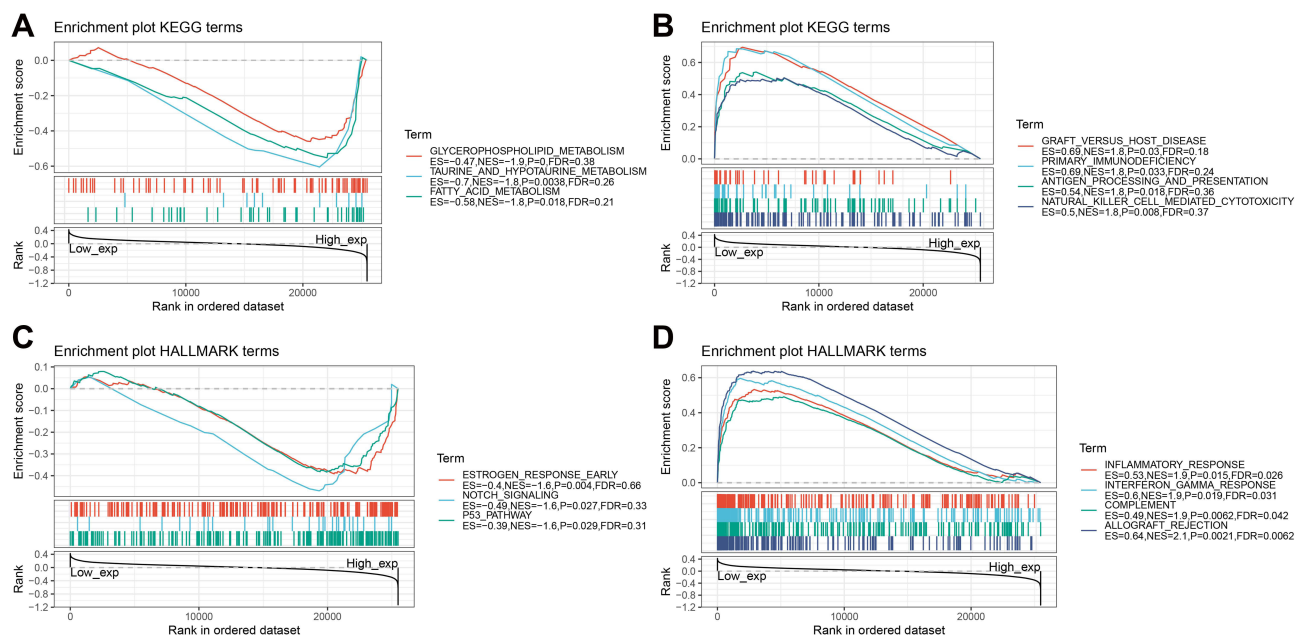 A
Enrichment plot KEGG terms
Enrichment score
0.0
−0.2
−0.4
−0.6
Rank
0.4
0.0
−0.4
−0.8
−1.2
Low_exp
High_exp
0
10000
20000
Rank in ordered dataset
Term
GLYCEROPHOSPHOLIPID_METABOLISM
ES=−0.47,NES=−1.9,P=0,FDR=0.38
TAURINE_AND_HYPOTAURINE_METABOLISM
ES=−0.7,NES=−1.8,P=0.0038,FDR=0.26
FATTY_ACID_METABOLISM
ES=−0.58,NES=−1.8,P=0.018,FDR=0.21
B
Enrichment plot KEGG terms
Enrichment score
0.6
0.4
0.2
0.0
Rank
0.4
0.0
−0.4
−0.8
−1.2
Low_exp
High_exp
0
10000
20000
Rank in ordered dataset
Term
GRAFT_VERSUS_HOST_DISEASE
ES=0.69,NES=1.8,P=0.03,FDR=0.18
PRIMARY_IMMUNODEFICIENCY
ES=0.69,NES=1.8,P=0.033,FDR=0.24
ANTIGEN_PROCESSING_AND_PRESENTATION
ES=0.54,NES=1.8,P=0.018,FDR=0.36
NATURAL_KILLER_CELL_MEDIATED_CYTOTOXICITY
ES=0.5,NES=1.8,P=0.008,FDR=0.37
C
Enrichment plot HALLMARK terms
Enrichment score
0.1
0.0
−0.1
−0.2
−0.3
−0.4
Rank
0.4
0.0
−0.4
−0.8
−1.2
Low_exp
High_exp
0
10000
20000
Rank in ordered dataset
Term
ESTROGEN_RESPONSE_EARLY
ES=−0.4,NES=−1.6,P=0.004,FDR=0.66
NOTCH_SIGNALING
ES=−0.49,NES=−1.6,P=0.027,FDR=0.33
P53_PATHWAY
ES=−0.39,NES=−1.6,P=0.029,FDR=0.31
D
Enrichment plot HALLMARK terms
Enrichment score
0.6
0.4
0.2
0.0
Rank
0.4
0.0
−0.4
−0.8
−1.2
Low_exp
High_exp
0
10000
20000
Rank in ordered dataset
Term
INFLAMMATORY_RESPONSE
ES=0.53,NES=1.9,P=0.015,FDR=0.026
INTERFERON_GAMMA_RESPONSE
ES=0.6,NES=1.9,P=0.019,FDR=0.031
COMPLEMENT
ES=0.49,NES=1.9,P=0.0062,FDR=0.042
ALLOGRAFT_REJECTION
ES=0.64,NES=2.1,P=0.0021,FDR=0.0062